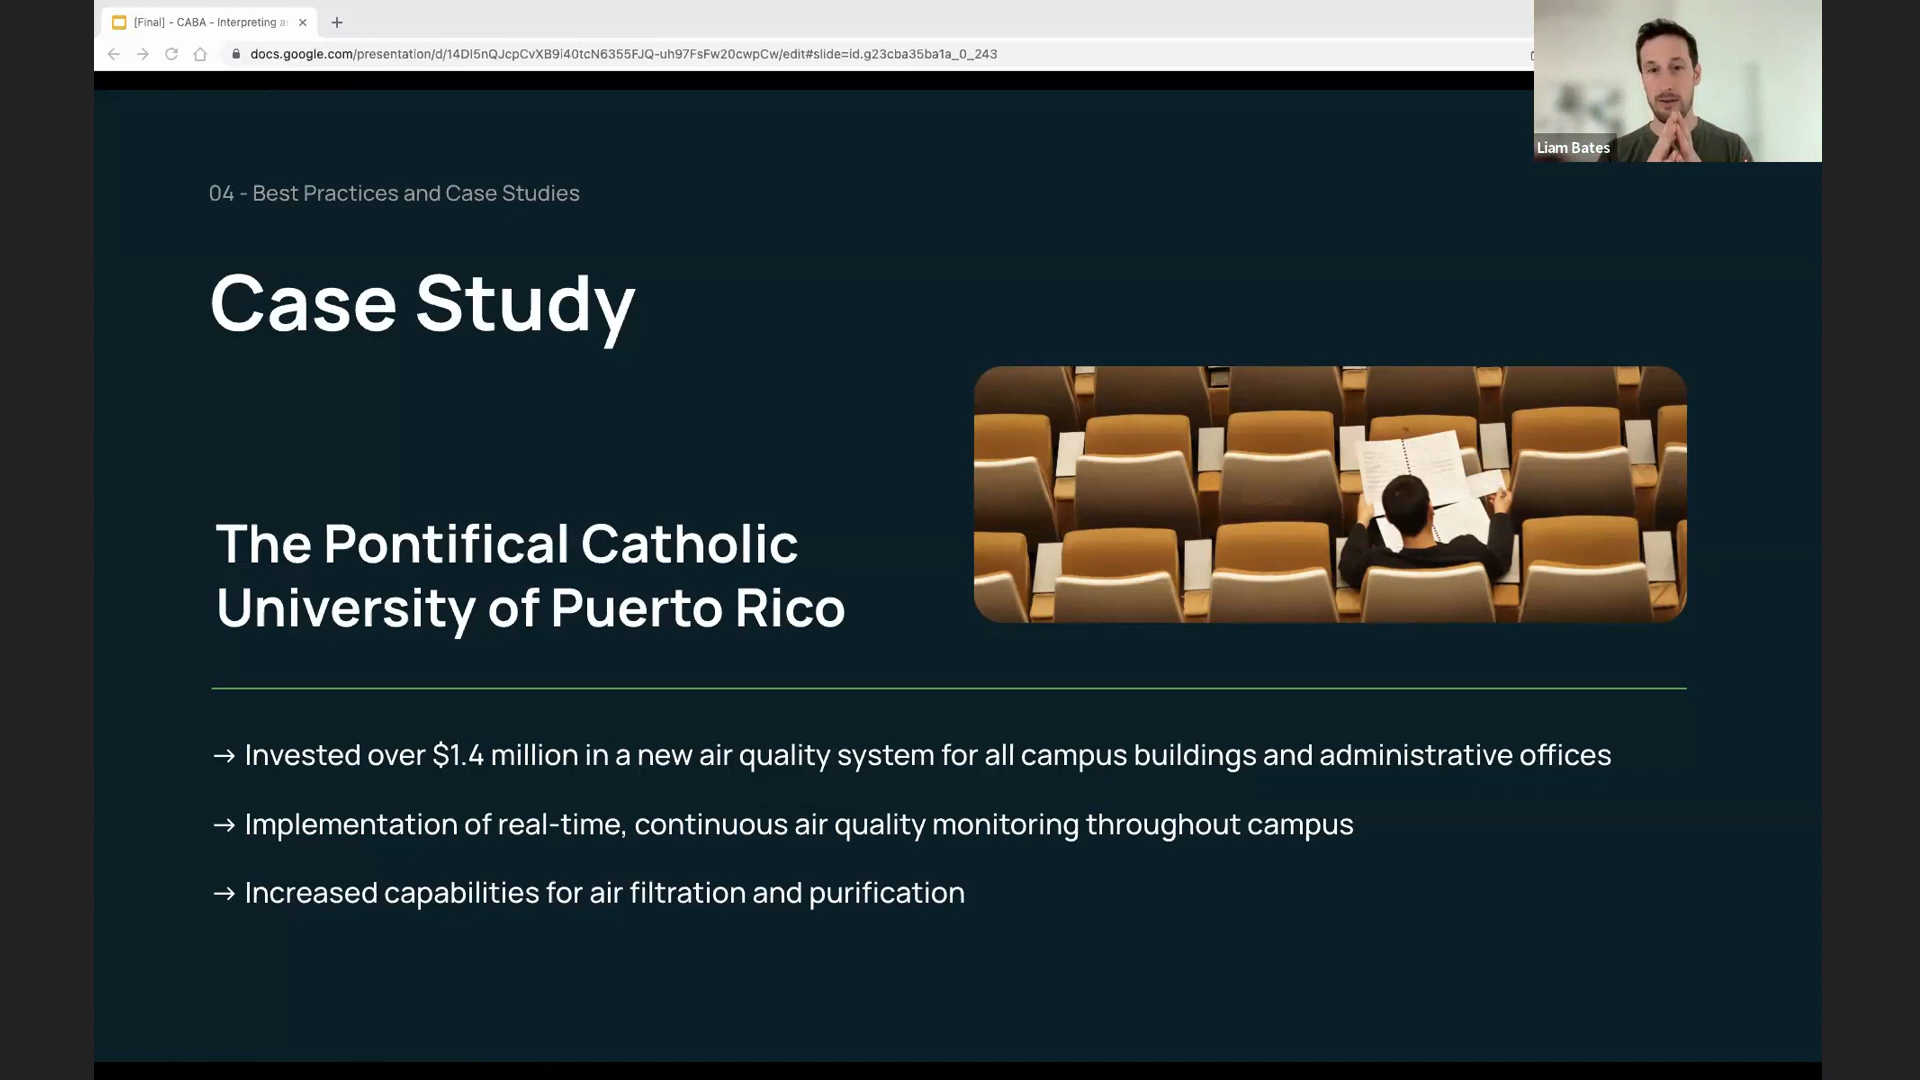 [Final] - CABA - Interpreting a
docs.google.com/presentation/d/14DI5nQJcpCvXB9i40tcN6355FJQ-uh97FsFw20cwpCw/edit#slide=id.g23cba35ba1a_0_243
Liam Bates
04 - Best Practices and Case Studies
Case Study
The Pontifical Catholic
University of Puerto Rico
→ Invested over $1.4 million in a new air quality system for all campus buildings and administrative offices
→ Implementation of real-time, continuous air quality monitoring throughout campus
→ Increased capabilities for air filtration and purification